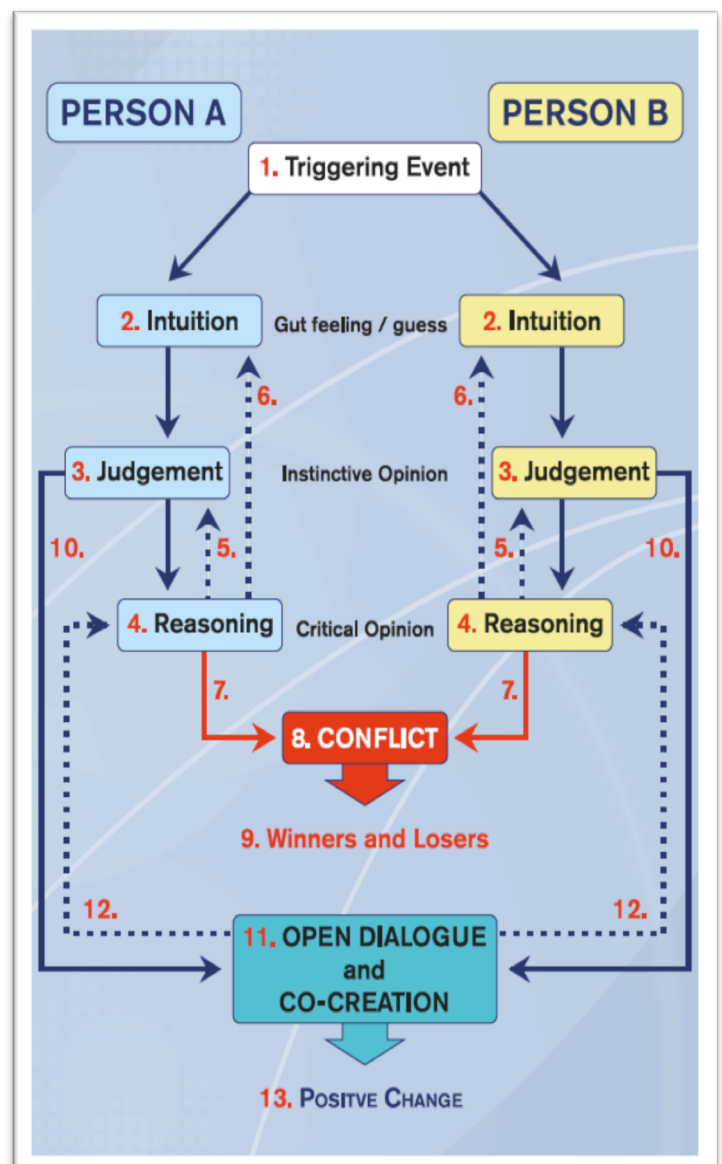 PERSON A
PERSON B
1. Triggering Event
2. Intuition
Gut feeling / guess
2. Intuition
6.
6.
3. Judgement
Instinctive Opinion
3. Judgement
10.
5.
5.
10.
4. Reasoning
Critical Opinion
4. Reasoning
7.
7.
8. CONFLICT
9. Winners and Losers
12.
12.
11. OPEN DIALOGUE
and
CO-CREATION
13. POSITVE CHANGE